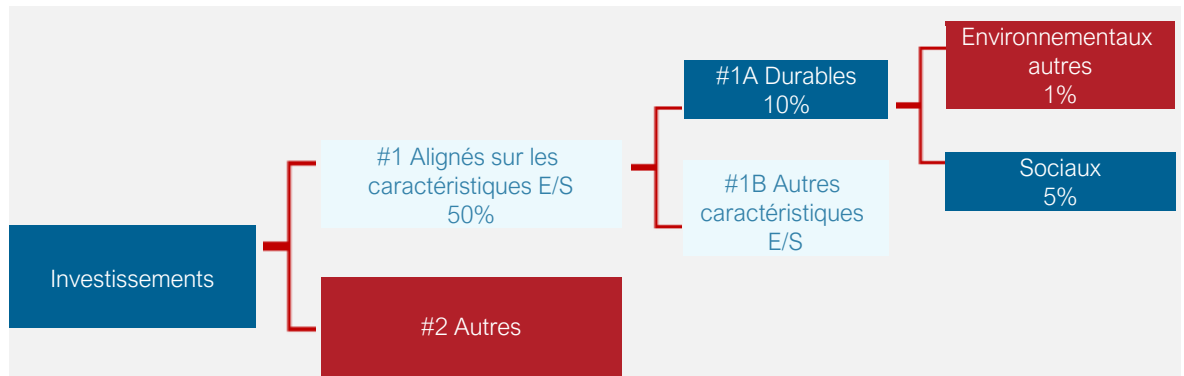 Investissements
#1 Alignés sur les
caractéristiques E/S
50%
#2 Autres
#1A Durables
10%
#1B Autres
caractéristiques
E/S
Environnementaux
autres
1%
Sociaux
5%